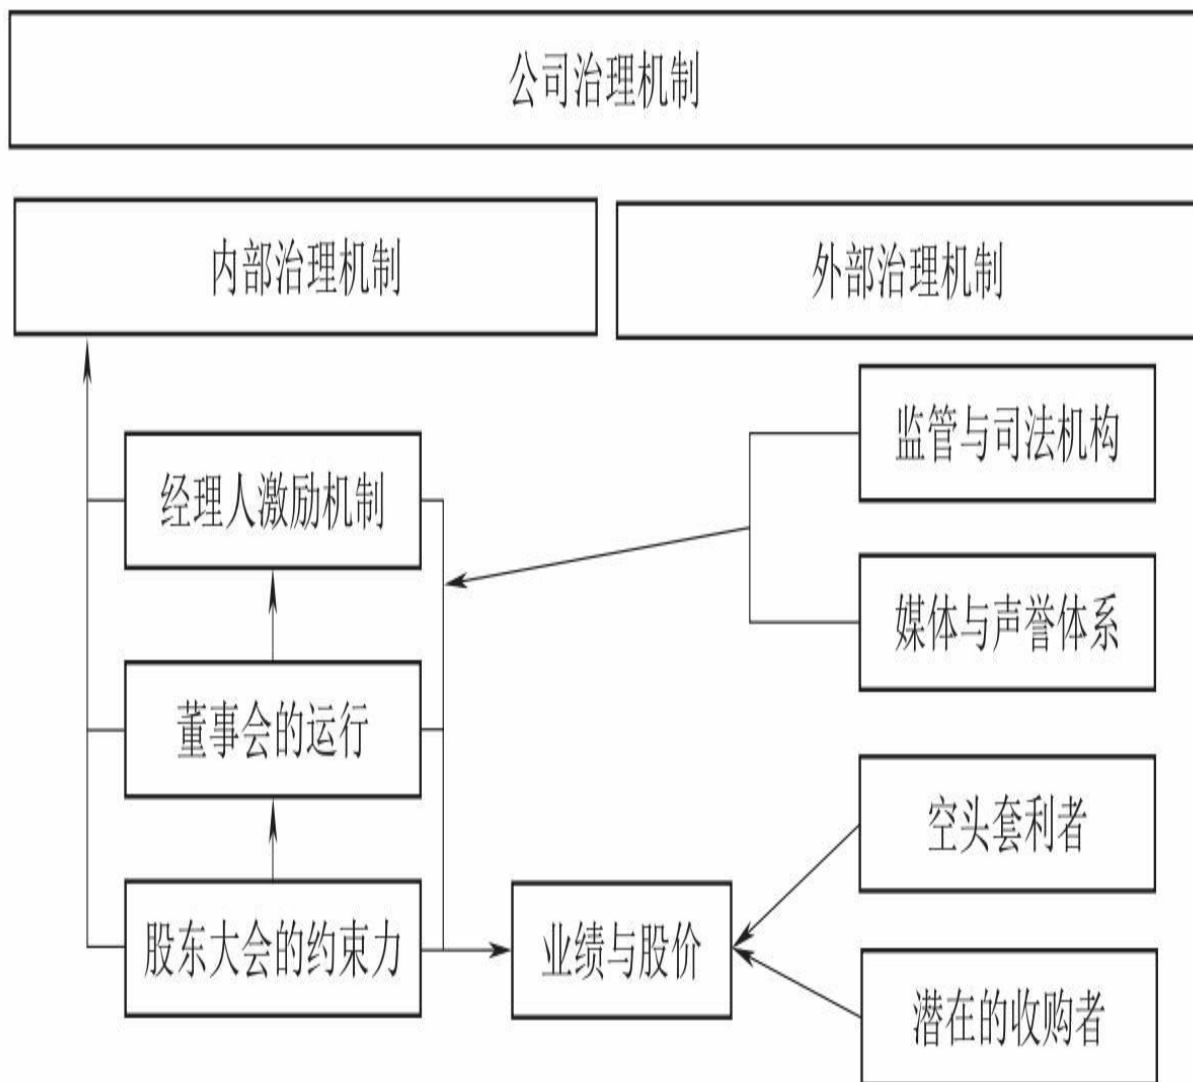 公司治理机制
内部治理机制
外部治理机制
监管与司法机构
经理人激励机制
媒体与声誉体系
董事会的运行
空头套利者
股东大会的约束力
业绩与股价
潜在的收购者